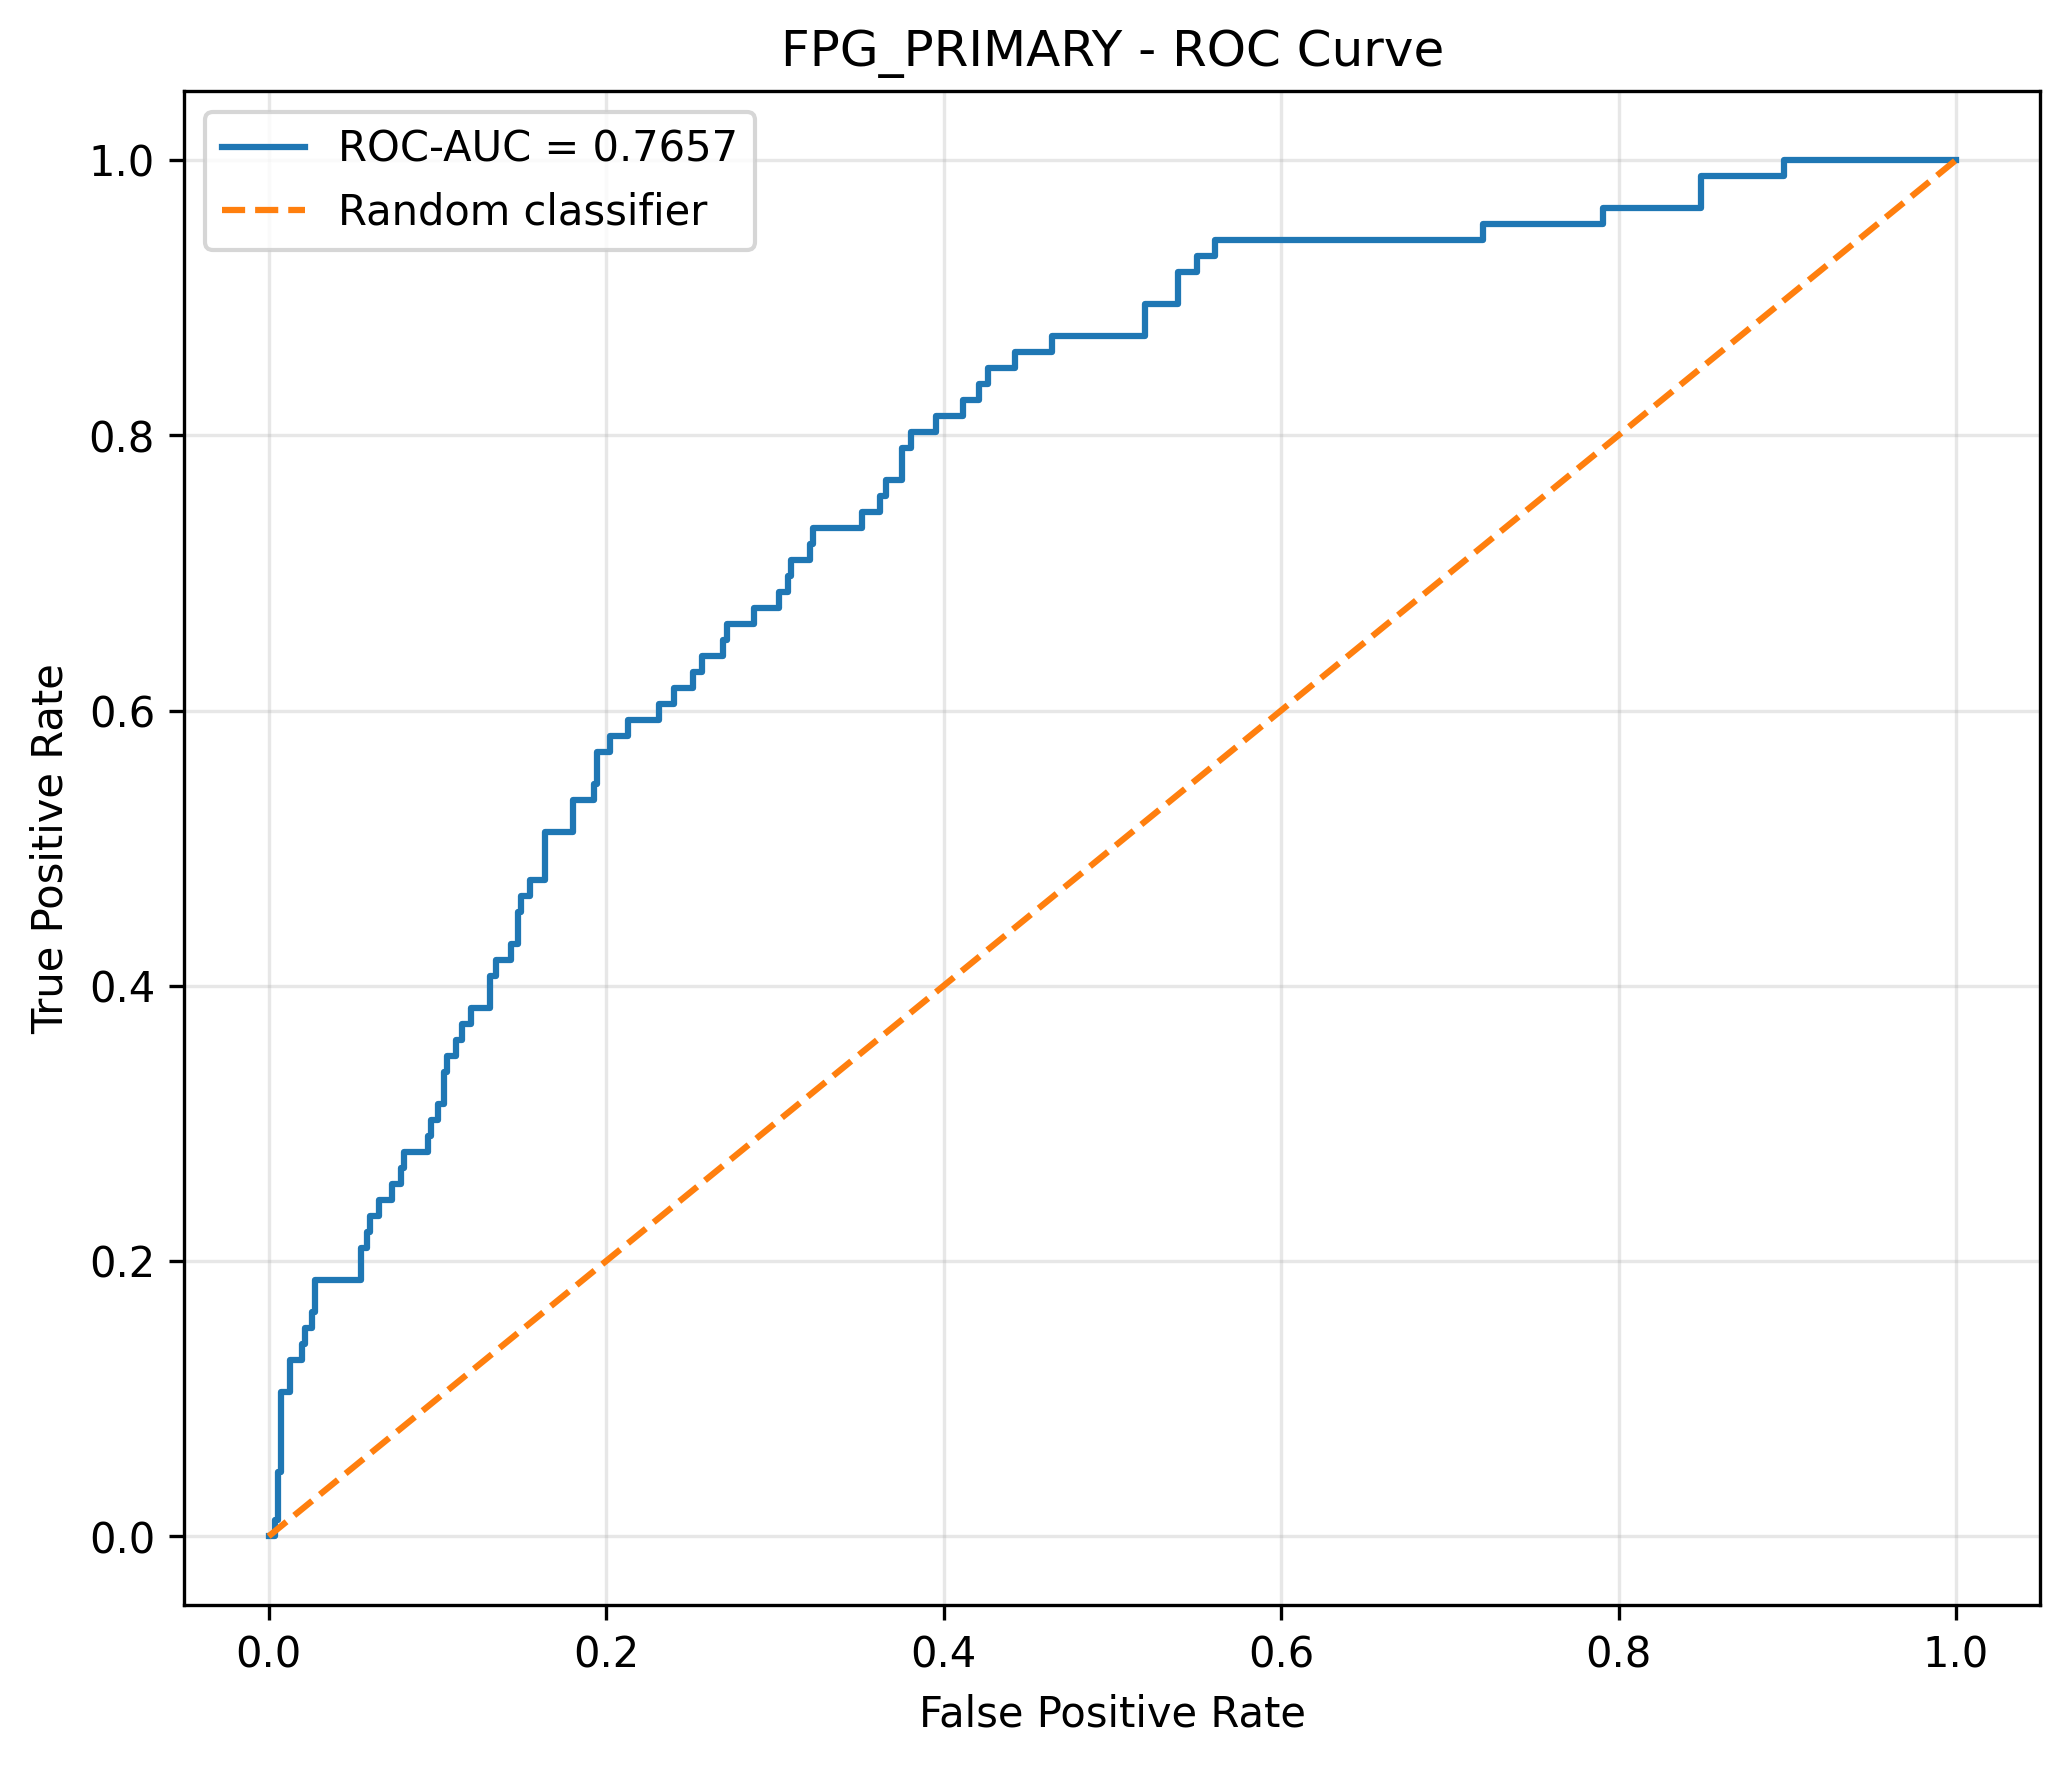 FPG_PRIMARY - ROC Curve
ROC-AUC = 0.7657
Random classifier
1.0
0.8
0.6
0.4
0.2
0.0
True Positive Rate
0.0 0.2 0.4 0.6 0.8 1.0
False Positive Rate